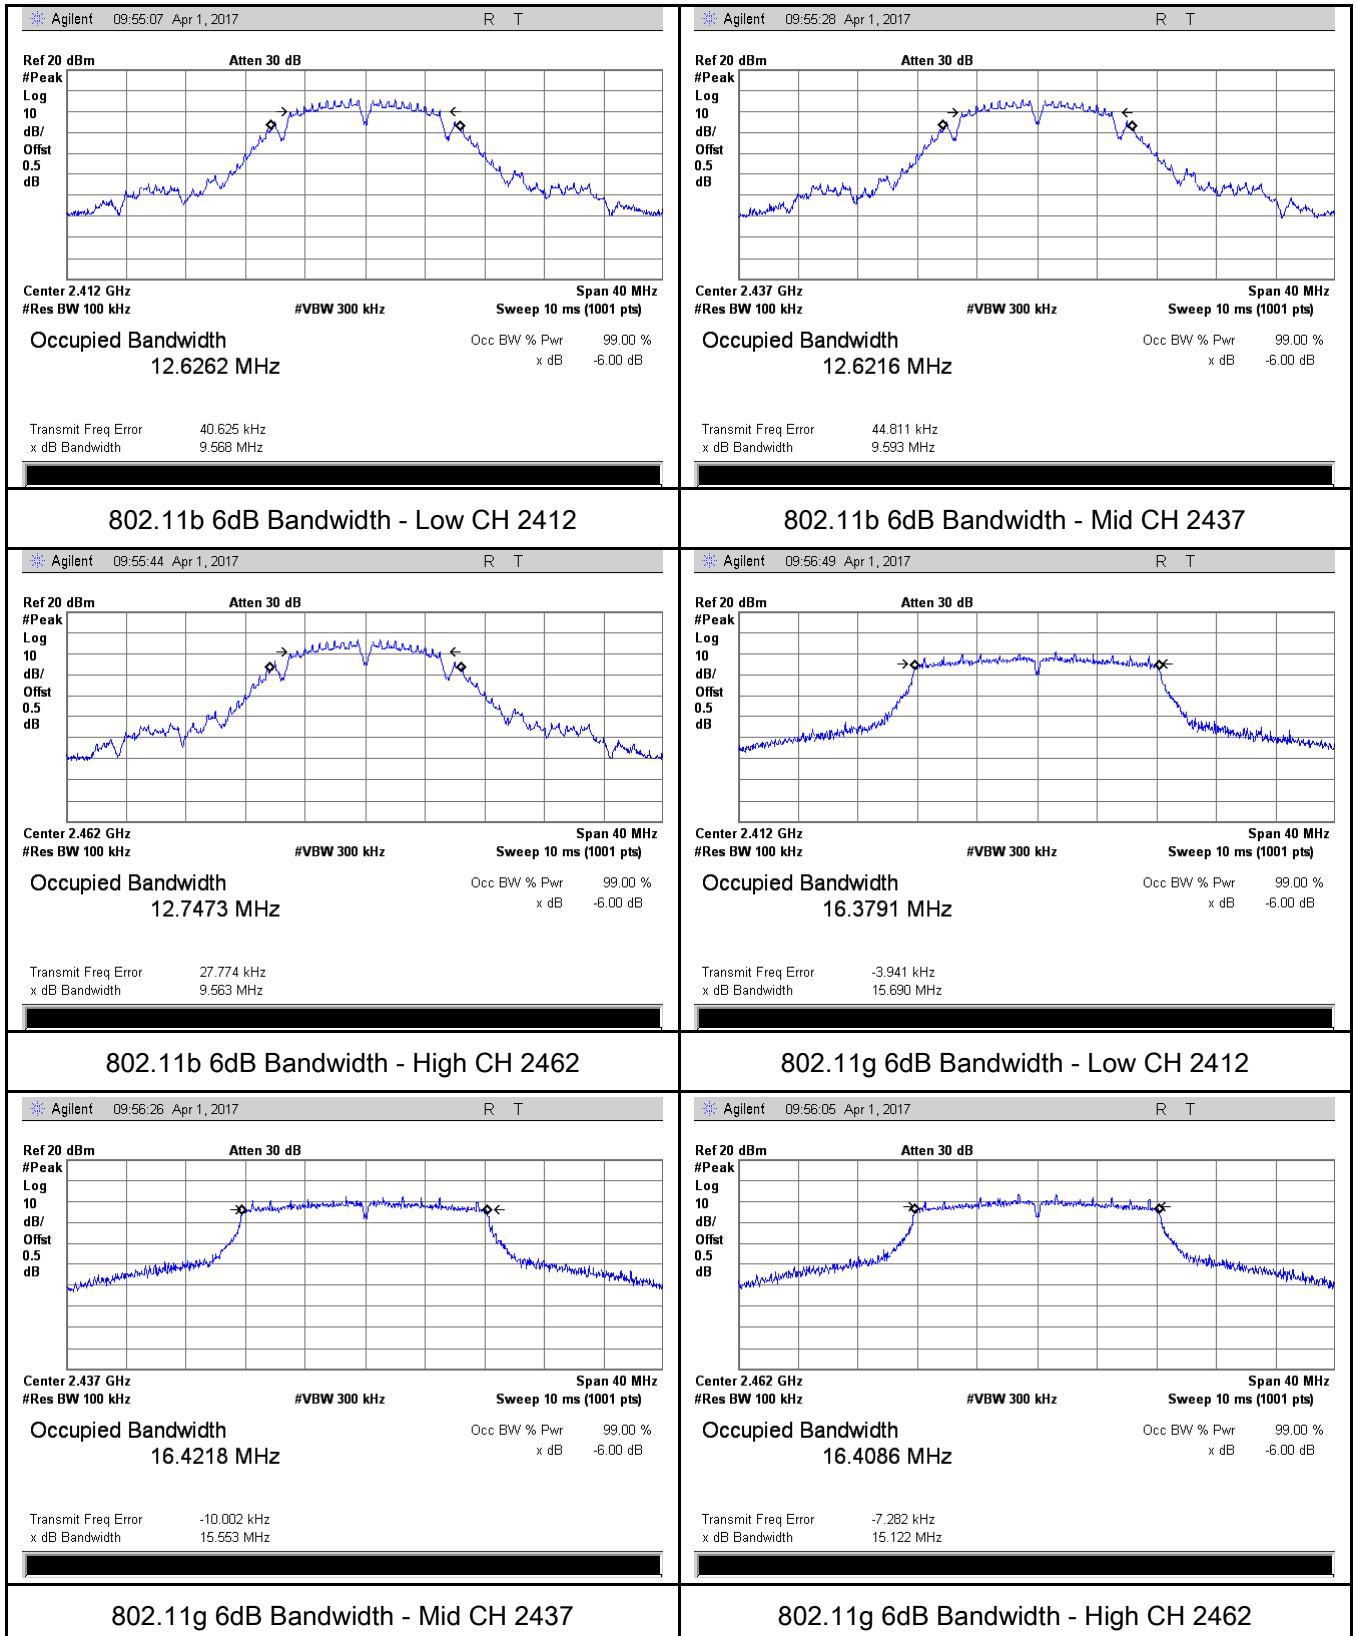 Agilent 09:55:07 Apr 1, 2017 R T
Ref 20 dBm Atten 30 dB
#Peak
Log
10
dB/
Offst
0.5
dB
Center 2.412 GHz Span 40 MHz
#Res BW 100 kHz #VBW 300 kHz Sweep 10 ms (1001 pts)
Occupied Bandwidth Occ BW % Pwr 99.00 %
12.6262 MHz x dB -6.00 dB
Transmit Freq Error 40.625 kHz
x dB Bandwidth 9.568 MHz
802.11b 6dB Bandwidth - Low CH 2412
Agilent 09:55:28 Apr 1, 2017 R T
Ref 20 dBm Atten 30 dB
#Peak
Log
10
dB/
Offst
0.5
dB
Center 2.437 GHz Span 40 MHz
#Res BW 100 kHz #VBW 300 kHz Sweep 10 ms (1001 pts)
Occupied Bandwidth Occ BW % Pwr 99.00 %
12.6216 MHz x dB -6.00 dB
Transmit Freq Error 44.811 kHz
x dB Bandwidth 9.593 MHz
802.11b 6dB Bandwidth - Mid CH 2437
Agilent 09:55:44 Apr 1, 2017 R T
Ref 20 dBm Atten 30 dB
#Peak
Log
10
dB/
Offst
0.5
dB
Center 2.462 GHz Span 40 MHz
#Res BW 100 kHz #VBW 300 kHz Sweep 10 ms (1001 pts)
Occupied Bandwidth Occ BW % Pwr 99.00 %
12.7473 MHz x dB -6.00 dB
Transmit Freq Error 27.774 kHz
x dB Bandwidth 9.563 MHz
802.11b 6dB Bandwidth - High CH 2462
Agilent 09:56:49 Apr 1, 2017 R T
Ref 20 dBm Atten 30 dB
#Peak
Log
10
dB/
Offst
0.5
dB
Center 2.412 GHz Span 40 MHz
#Res BW 100 kHz #VBW 300 kHz Sweep 10 ms (1001 pts)
Occupied Bandwidth Occ BW % Pwr 99.00 %
16.3791 MHz x dB -6.00 dB
Transmit Freq Error -3.941 kHz
x dB Bandwidth 15.690 MHz
802.11g 6dB Bandwidth - Low CH 2412
Agilent 09:56:26 Apr 1, 2017 R T
Ref 20 dBm Atten 30 dB
#Peak
Log
10
dB/
Offst
0.5
dB
Center 2.437 GHz Span 40 MHz
#Res BW 100 kHz #VBW 300 kHz Sweep 10 ms (1001 pts)
Occupied Bandwidth Occ BW % Pwr 99.00 %
16.4218 MHz x dB -6.00 dB
Transmit Freq Error -10.002 kHz
x dB Bandwidth 15.553 MHz
802.11g 6dB Bandwidth - Mid CH 2437
Agilent 09:56:05 Apr 1, 2017 R T
Ref 20 dBm Atten 30 dB
#Peak
Log
10
dB/
Offst
0.5
dB
Center 2.462 GHz Span 40 MHz
#Res BW 100 kHz #VBW 300 kHz Sweep 10 ms (1001 pts)
Occupied Bandwidth Occ BW % Pwr 99.00 %
16.4086 MHz x dB -6.00 dB
Transmit Freq Error -7.282 kHz
x dB Bandwidth 15.122 MHz
802.11g 6dB Bandwidth - High CH 2462